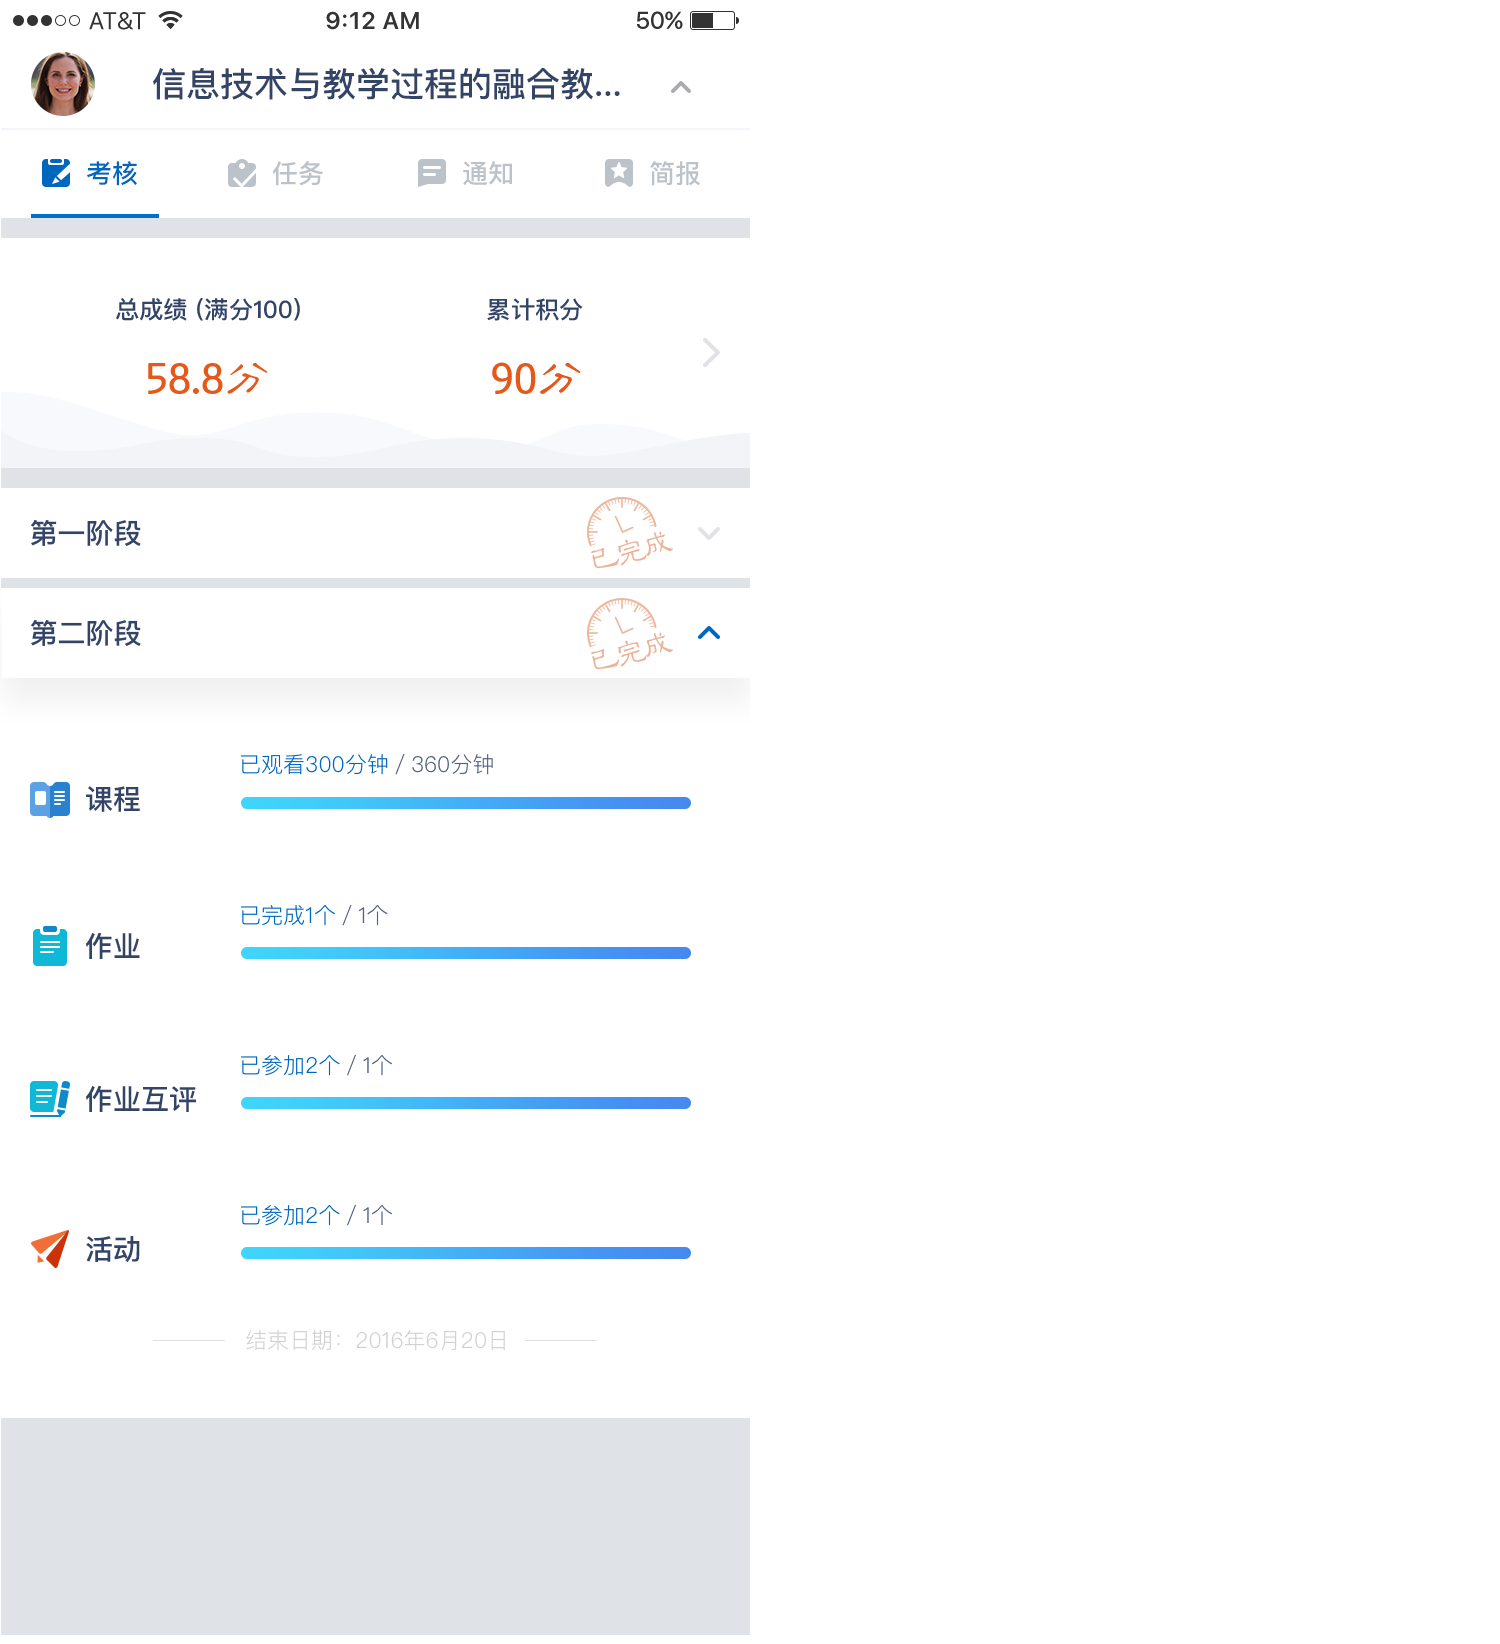 AT&T 9:12 AM 50%
信息技术与教学过程的融合教...
考核 任务 通知 简报
总成绩 (满分100) 累计积分
58.8分 90分
第一阶段 已完成
第二阶段 已完成
已观看300分钟 / 360分钟
课程
已完成1个 / 1个
作业
已参加2个 / 1个
作业互评
已参加2个 / 1个
活动
结束日期：2016年6月20日